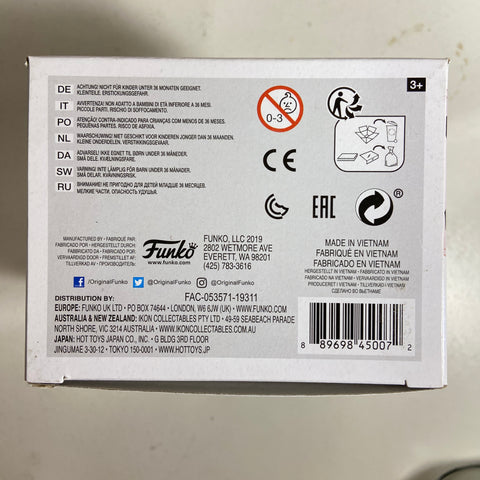 DE ACHTUNG! NICHT FÜR KINDER UNTER 36 MONATEN GEEIGNET.
KLEINTEILE. ERSTICKUNGSGEFAHR.
IT AVVERTENZA! NON ADATTO A BAMBINI DI ETÀ INFERIORE A 36 MESI.
PICCOLE PARTI. RISCHIO DI SOFFOCAMENTO.
PO ATENÇÃO! CONTRA-INDICADO PARA CRIANÇAS COM MENOS DE 36 MESES.
PEQUENAS PARTES. RISCO DE ASFIXIA.
NL WAARSCHUWING! NIET GESCHIKT VOOR KINDEREN JONGER DAN 36 MAANDEN.
KLEINE ONDERDELEN. VERSTIKKINGSGEVAAR.
DA ADVARSEL! IKKE EGNET TIL BØRN UNDER 36 MÅNEDER.
SMÅ DELE. KVÆLNINGSFARE.
SW VARNING! INTE LÄMPLIG FÖR BARN UNDER 36 MÅNADER.
SMÅ DELAR. KVÄVNINGSRISK.
RU ВНИМАНИЕ! НЕ ПРИГОДНО ДЛЯ ДЕТЕЙ МЛАДШЕ 36 МЕСЯЦЕВ.
МЕЛКИЕ ЧАСТИ, ОПАСНОСТЬ УДУШЬЯ.
0-3
3+
CE
EAC
®
MANUFACTURED BY • FABRIQUÉ PAR:
FABRICADO POR • HERGESTELLT DURCH:
FABBRICATO DA • FABRICADO POR:
VERVAARDIGD DOOR • FREMSTILLET AF:
TILLVERKAD AV • ПРОИЗВОДИТЕЛЬ:
Funko
www.funko.com
FUNKO, LLC 2019
2802 WETMORE AVE
EVERETT, WA 98201
(425) 783-3616
/OriginalFunko @OriginalFunko /OriginalFunko
MADE IN VIETNAM
FABRIQUÉ EN VIETNAM
FABRICADO EN VIETNAM
HERGESTELLT IN VIETNAM • FABBRICATO IN VIETNAM
FABRICADO EM VIETNAM • VERVAARDIGD IN VIETNAM
PRODUCERET I VIETNAM • TILLVERKAD I VIETNAM
СДЕЛАНО ВО ВЬЕТНАМЕ
DISTRIBUTION BY: FAC-053571-19311
EUROPE: FUNKO UK LTD • PO BOX 74644 • LONDON, W6 6JW (UK) • WWW.FUNKO.COM
AUSTRALIA & NEW ZEALAND: IKON COLLECTABLES PTY LTD • 49-59 SEABEACH PARADE
NORTH SHORE, VIC 3214 AUSTRALIA • WWW.IKONCOLLECTABLES.COM.AU
JAPAN: HOT TOYS JAPAN CO., INC. • G BLDG 3RD FLOOR
JINGUMAE 3-30-12 • TOKYO 150-0001 • WWW.HOTTOYS.JP
8 89698 45007 2